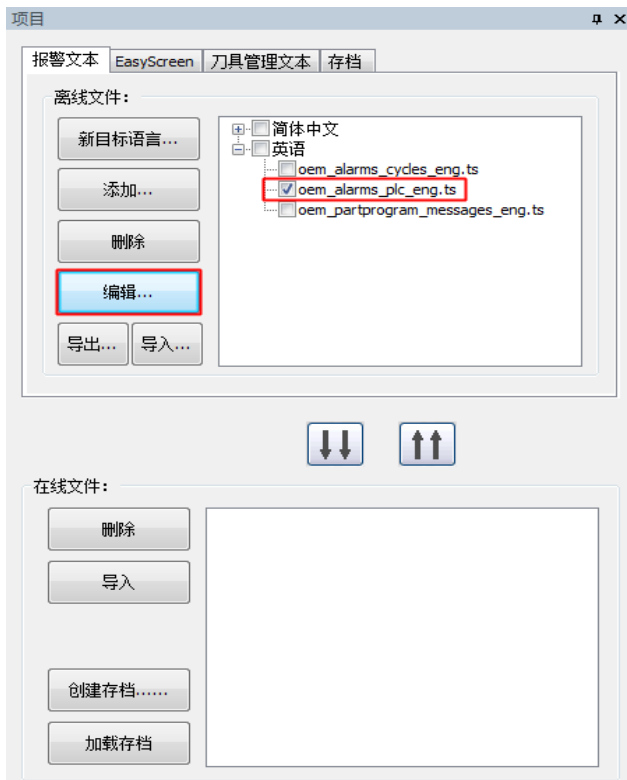 项目
报警文本 EasyScreen 刀具管理文本 存档
离线文件：
新目标语言...
添加...
删除
编辑...
导出... 导入...
简体中文
英语
oem_alarms_cycles_eng.ts
oem_alarms_plc_eng.ts
oem_partprogram_messages_eng.ts
在线文件：
删除
导入
创建存档......
加载存档